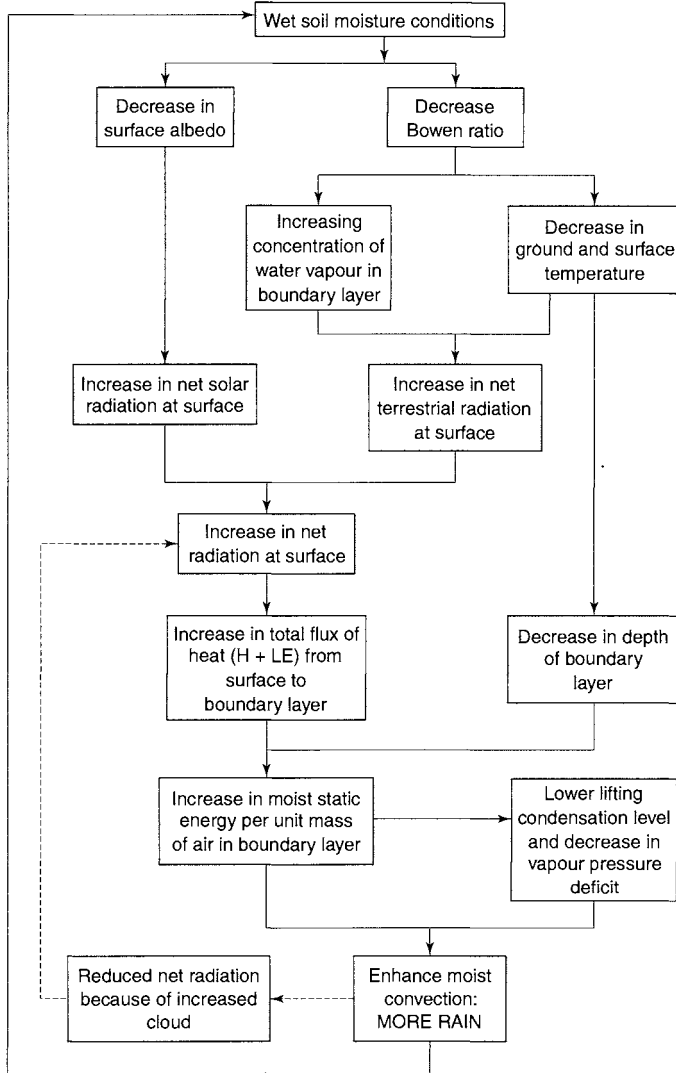 Wet soil moisture conditions
Decrease in
surface albedo
Decrease
Bowen ratio
Increasing
concentration of
water vapour in
boundary layer
Decrease in
ground and surface
temperature
Increase in net solar
radiation at surface
Increase in net
terrestrial radiation
at surface
Increase in net
radiation at surface
Increase in total flux of
heat (H + LE) from
surface to
boundary layer
Decrease in depth
of boundary
layer
Increase in moist static
energy per unit mass
of air in boundary layer
Lower lifting
condensation level
and decrease in
vapour pressure
deficit
Reduced net radiation
because of increased
cloud
Enhance moist
convection:
MORE RAIN